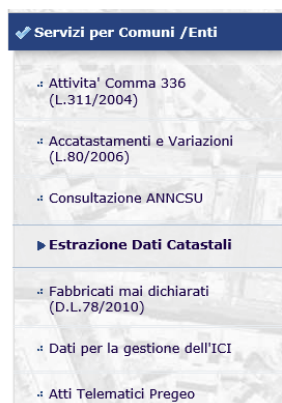 Servizi per Comuni /Enti
Attivita' Comma 336
(L.311/2004)
Accatastamenti e Variazioni
(L.80/2006)
Consultazione ANNCSU
Estrazione Dati Catastali
Fabbricati mai dichiarati
(D.L.78/2010)
Dati per la gestione dell'ICI
Atti Telematici Pregeo